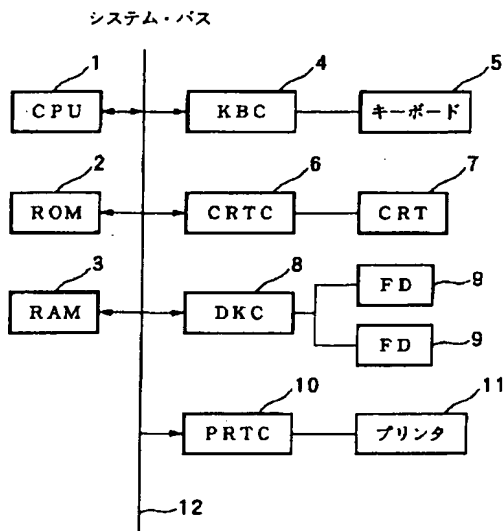 システム・バス
1 4 5
CPU KBC キーボード
2 6 7
ROM CRTC CRT
3 8
RAM DKC FD 9
FD 9
10 11
PRTC プリンタ
12